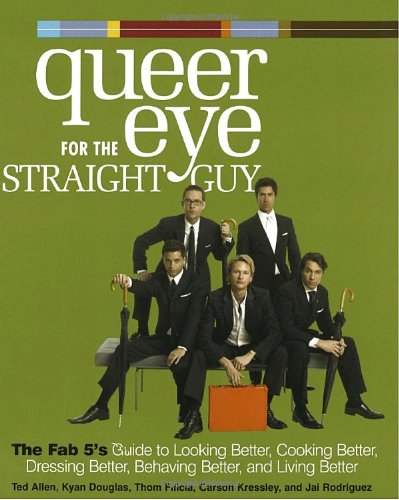 queer
FOR THE eye
STRAIGHT GUY
The Fab 5's Guide to Looking Better, Cooking Better,
Dressing Better, Behaving Better, and Living Better
Ted Allen, Kyan Douglas, Thom Filicia, Carson Kressley, and Jai Rodriguez